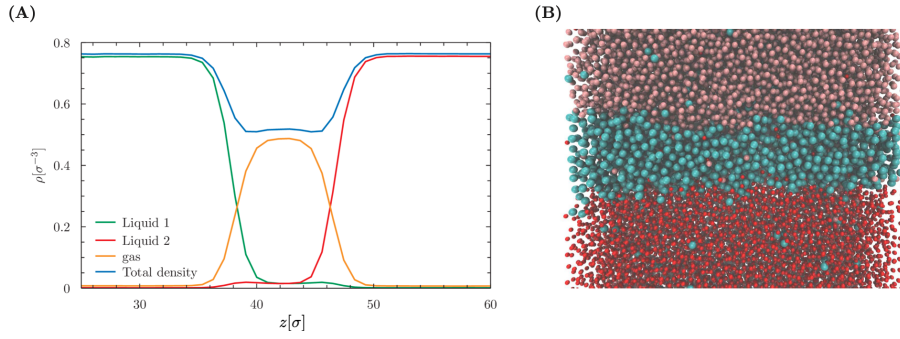 (A)
(B)
0.8
0.6
0.4
0.2
0
ρ[σ⁻³]
Liquid 1
Liquid 2
gas
Total density
30
40
50
60
z[σ]